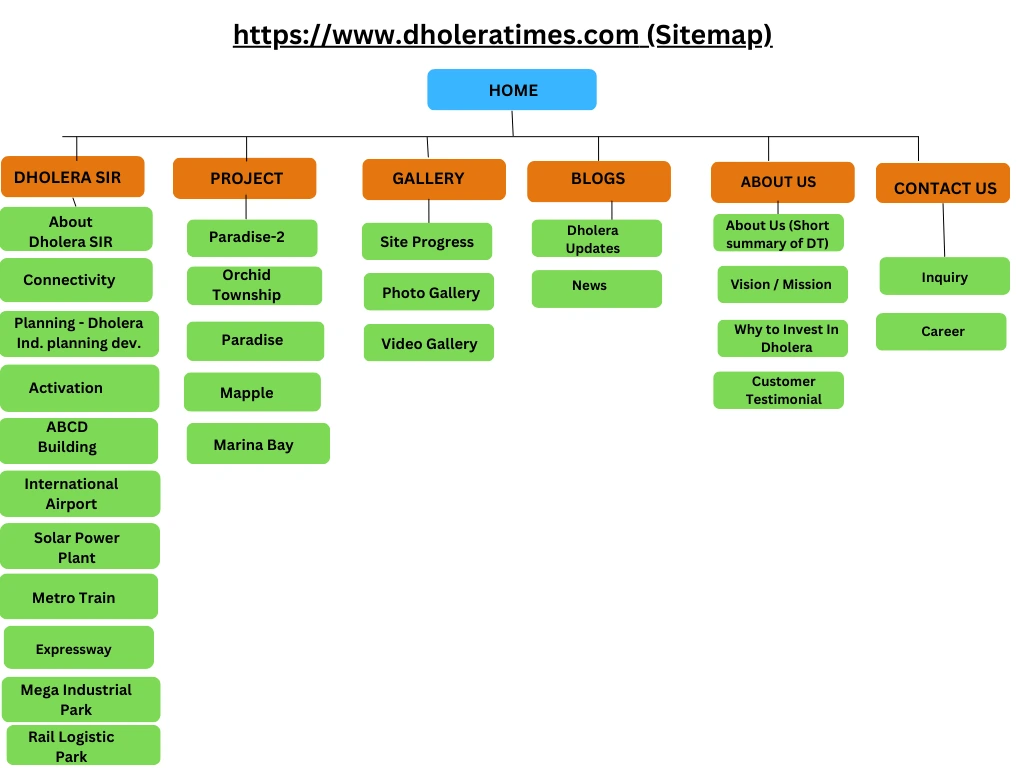 https://www.dholeratimes.com (Sitemap)
HOME
DHOLERA SIR
PROJECT
GALLERY
BLOGS
ABOUT US
CONTACT US
About
Dholera SIR
Connectivity
Planning - Dholera
Ind. planning dev.
Activation
ABCD
Building
International
Airport
Solar Power
Plant
Metro Train
Expressway
Mega Industrial
Park
Rail Logistic
Park
Paradise-2
Orchid
Township
Paradise
Mapple
Marina Bay
Site Progress
Photo Gallery
Video Gallery
Dholera
Updates
News
About Us (Short
summary of DT)
Vision / Mission
Why to Invest In
Dholera
Customer
Testimonial
Inquiry
Career